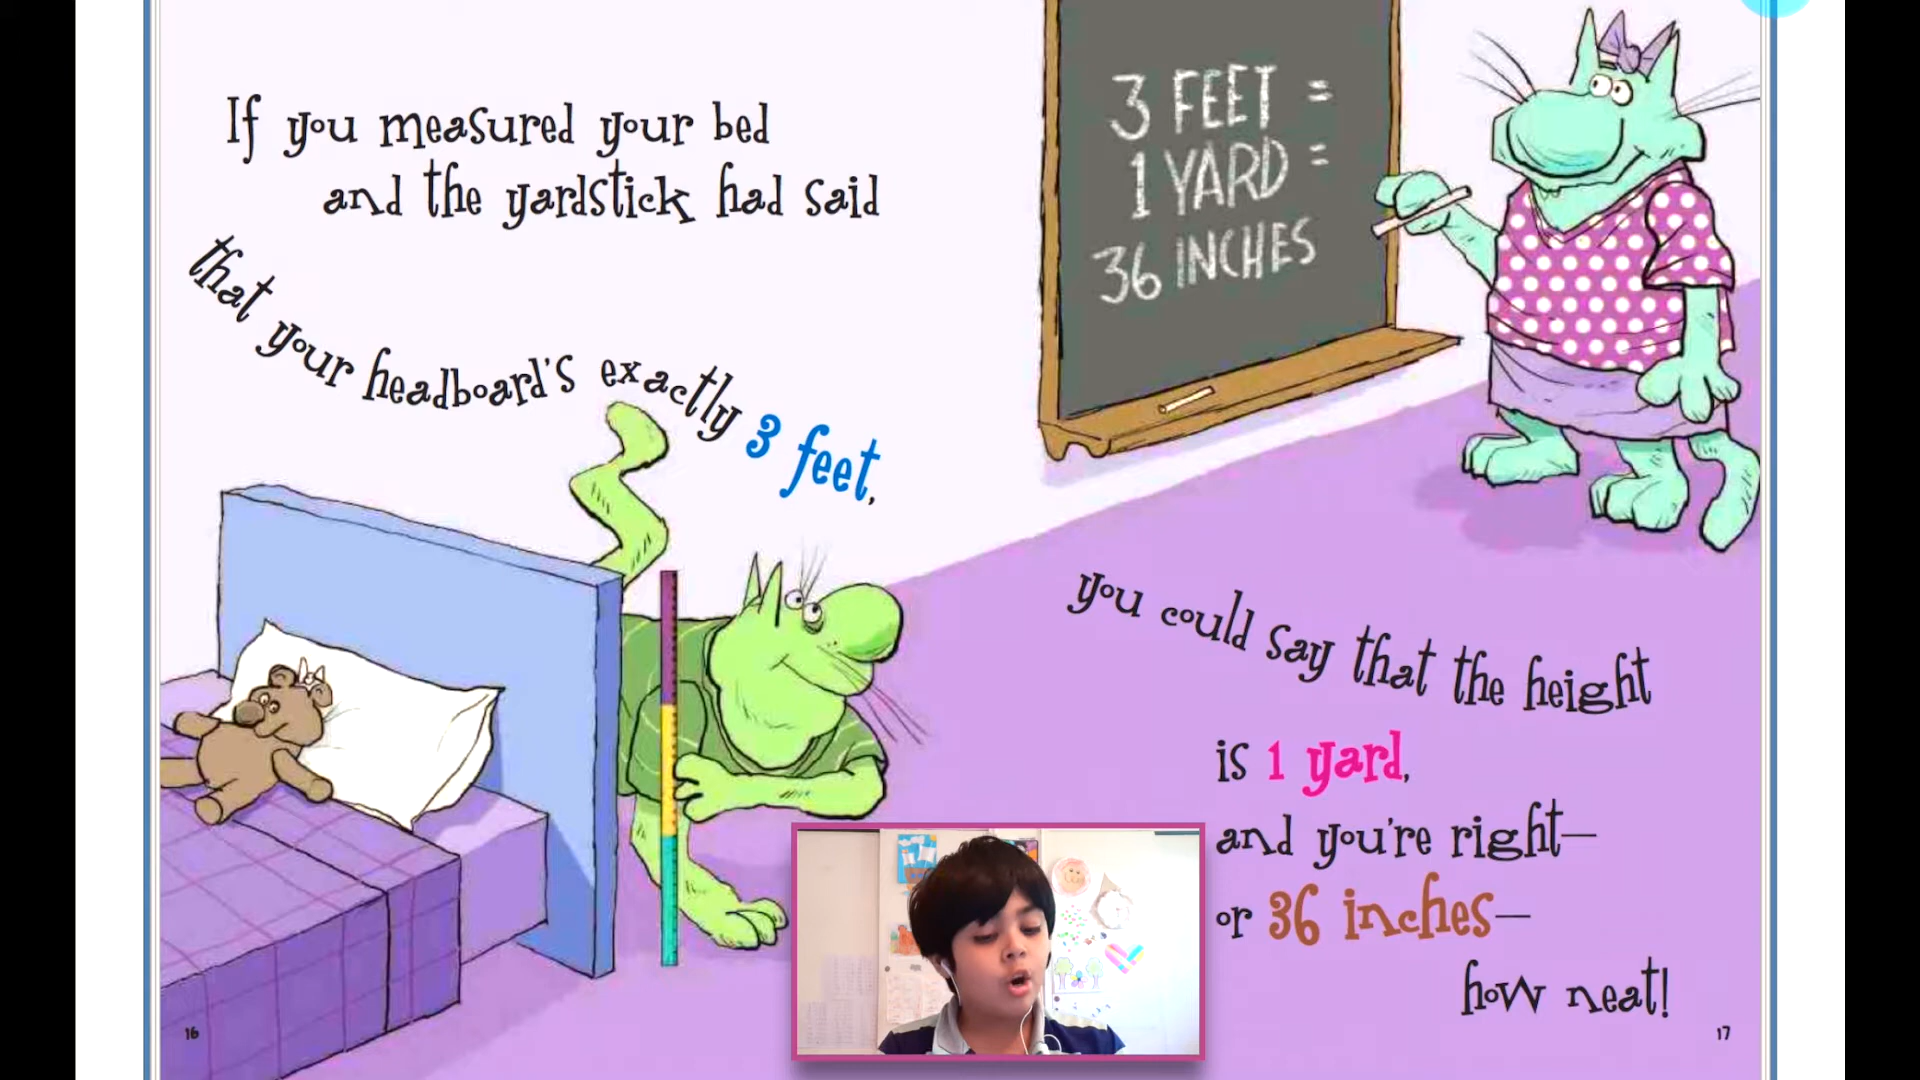 If you measured your bed
and the yardstick had said
that your headboard's exactly 3 feet,
3 FEET =
1 YARD =
36 INCHES
you could say that the height
is 1 yard,
and you're right—
or 36 inches—
how neat!
16
17